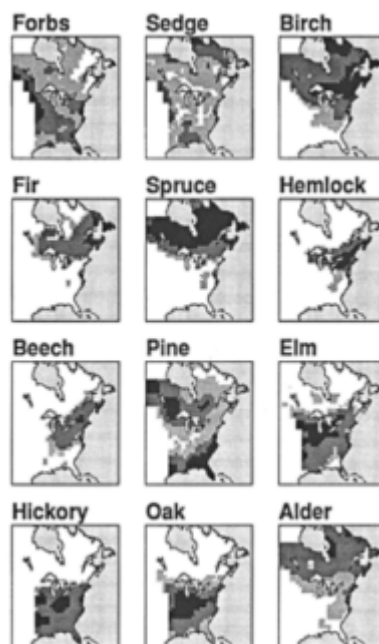 Forbs Sedge Birch
Fir Spruce Hemlock
Beech Pine Elm
Hickory Oak Alder